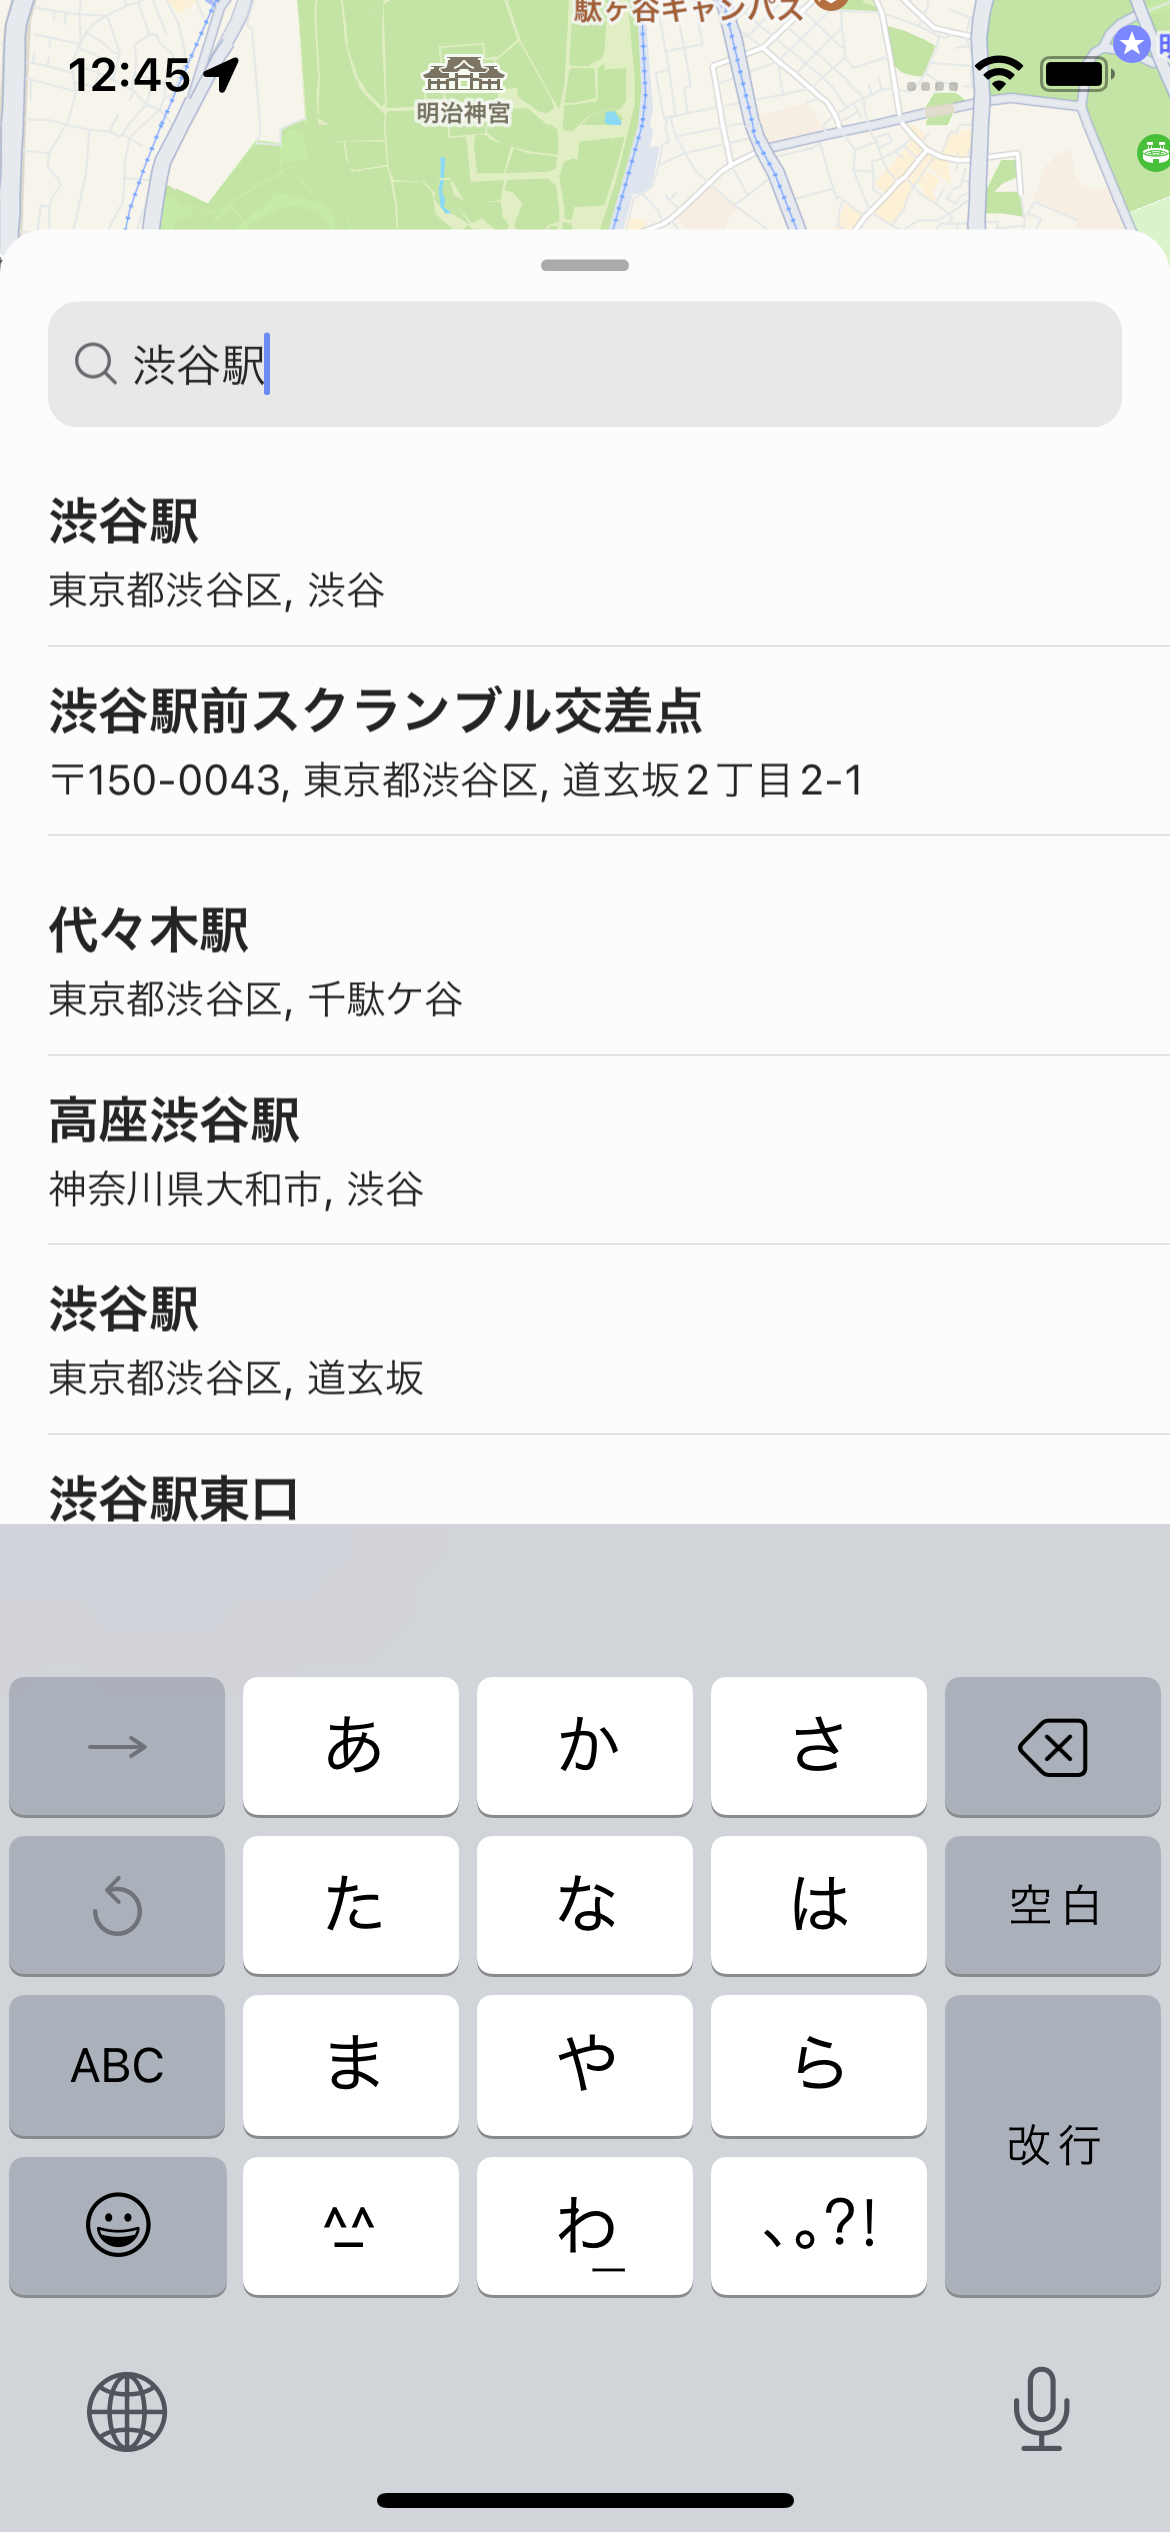 駄ヶ谷キャンパス
12:45
明治神宮
渋谷駅
渋谷駅
東京都渋谷区, 渋谷
渋谷駅前スクランブル交差点
〒150-0043, 東京都渋谷区, 道玄坂2丁目2-1
代々木駅
東京都渋谷区, 千駄ケ谷
高座渋谷駅
神奈川県大和市, 渋谷
渋谷駅
東京都渋谷区, 道玄坂
渋谷駅東口
→ あ か さ
た な は 空白
ABC ま や ら
改行
^_^ わ_ 、。?!